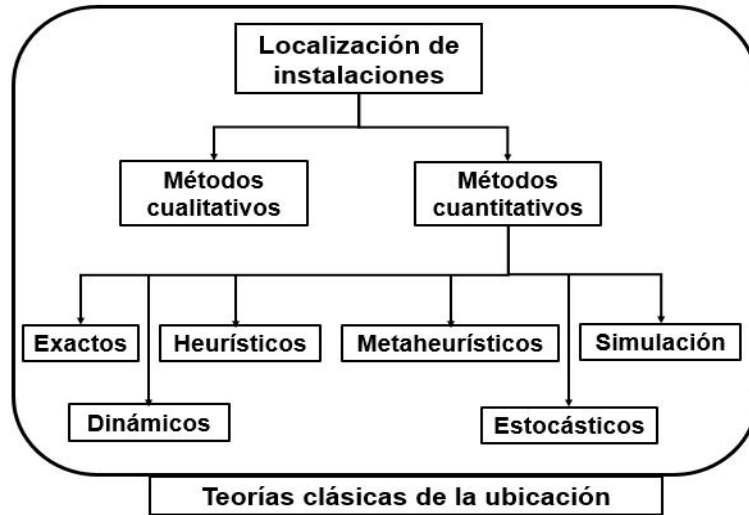 Localización de
instalaciones
Métodos
cualitativos
Métodos
cuantitativos
Exactos
Heurísticos
Metaheurísticos
Simulación
Dinámicos
Estocásticos
Teorías clásicas de la ubicación